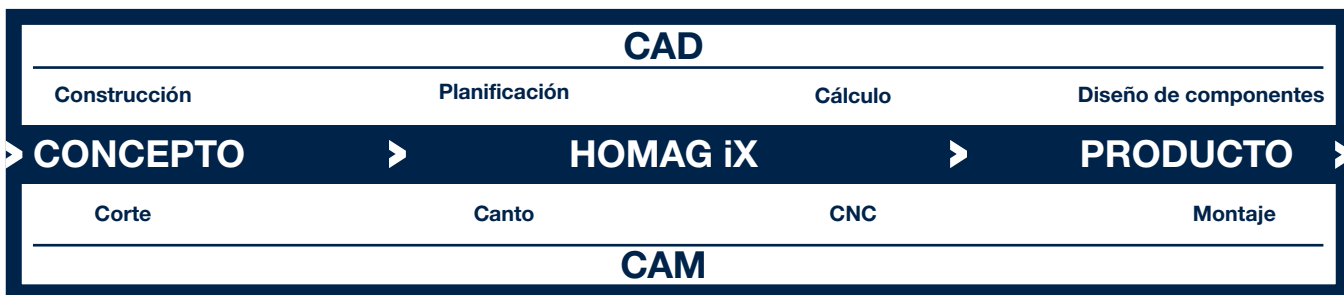 CAD
Construcción Planificación Cálculo Diseño de componentes
> CONCEPTO > HOMAG iX > PRODUCTO >
Corte Canto CNC Montaje
CAM